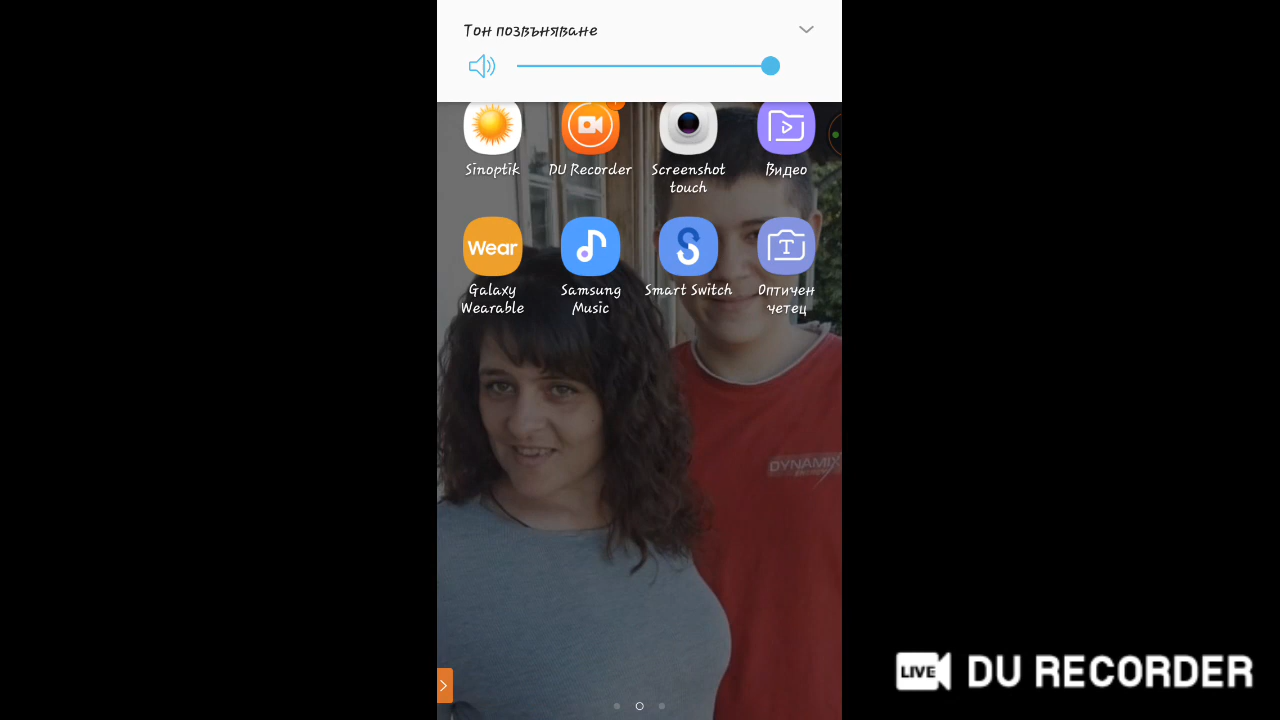 Тон позвъняване
Sinoptik
DU Recorder
Screenshot
touch
Видео
Wear
T
Galaxy
Wearable
Samsung
Music
Smart Switch
Оптичен
четец
DYNAMIX
LIVE DU RECORDER